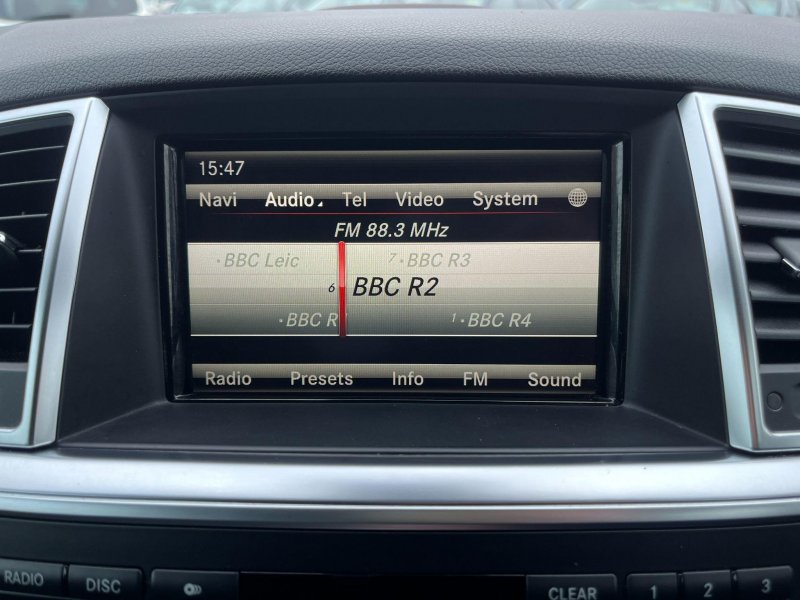 15:47
Navi Audio Tel Video System
FM 88.3 MHz
·BBC Leic 7·BBC R3
6 BBC R2
·BBC R 1·BBC R4
Radio Presets Info FM Sound
RADIO DISC CLEAR 1 2 3